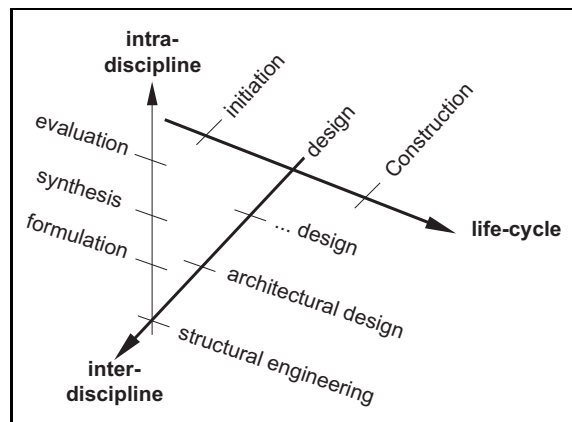 intra-
discipline
initiation
design
Construction
evaluation
synthesis
formulation
life-cycle
... design
architectural design
structural engineering
inter-
discipline